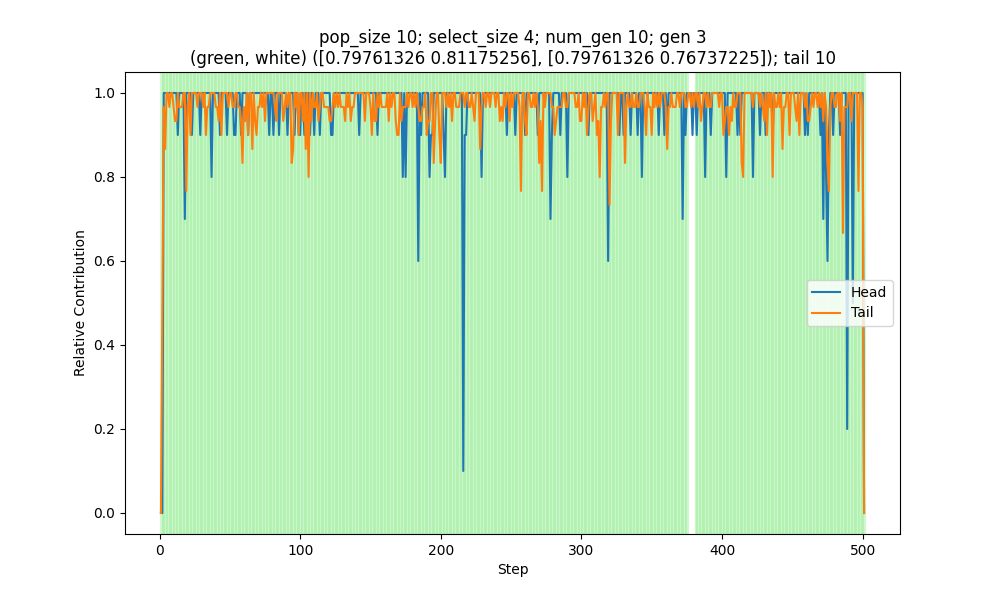 pop_size 10; select_size 4; num_gen 10; gen 3
(green, white) ([0.79761326 0.81175256], [0.79761326 0.76737225]); tail 10
1.0
0.8
0.6
0.4
0.2
0.0
Relative Contribution
Head
Tail
0
100
200
300
400
500
Step